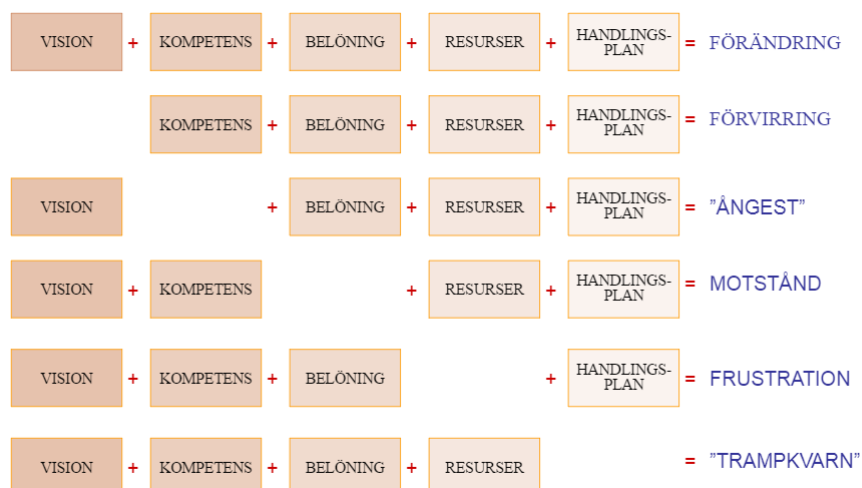 VISION + KOMPETENS + BELÖNING + RESURSER + HANDLINGS-
PLAN = FÖRÄNDRING
KOMPETENS + BELÖNING + RESURSER + HANDLINGS-
PLAN = FÖRVIRRING
VISION + BELÖNING + RESURSER + HANDLINGS-
PLAN = ”ÅNGEST”
VISION + KOMPETENS + RESURSER + HANDLINGS-
PLAN = MOTSTÅND
VISION + KOMPETENS + BELÖNING + HANDLINGS-
PLAN = FRUSTRATION
VISION + KOMPETENS + BELÖNING + RESURSER = ”TRAMPKVARN”